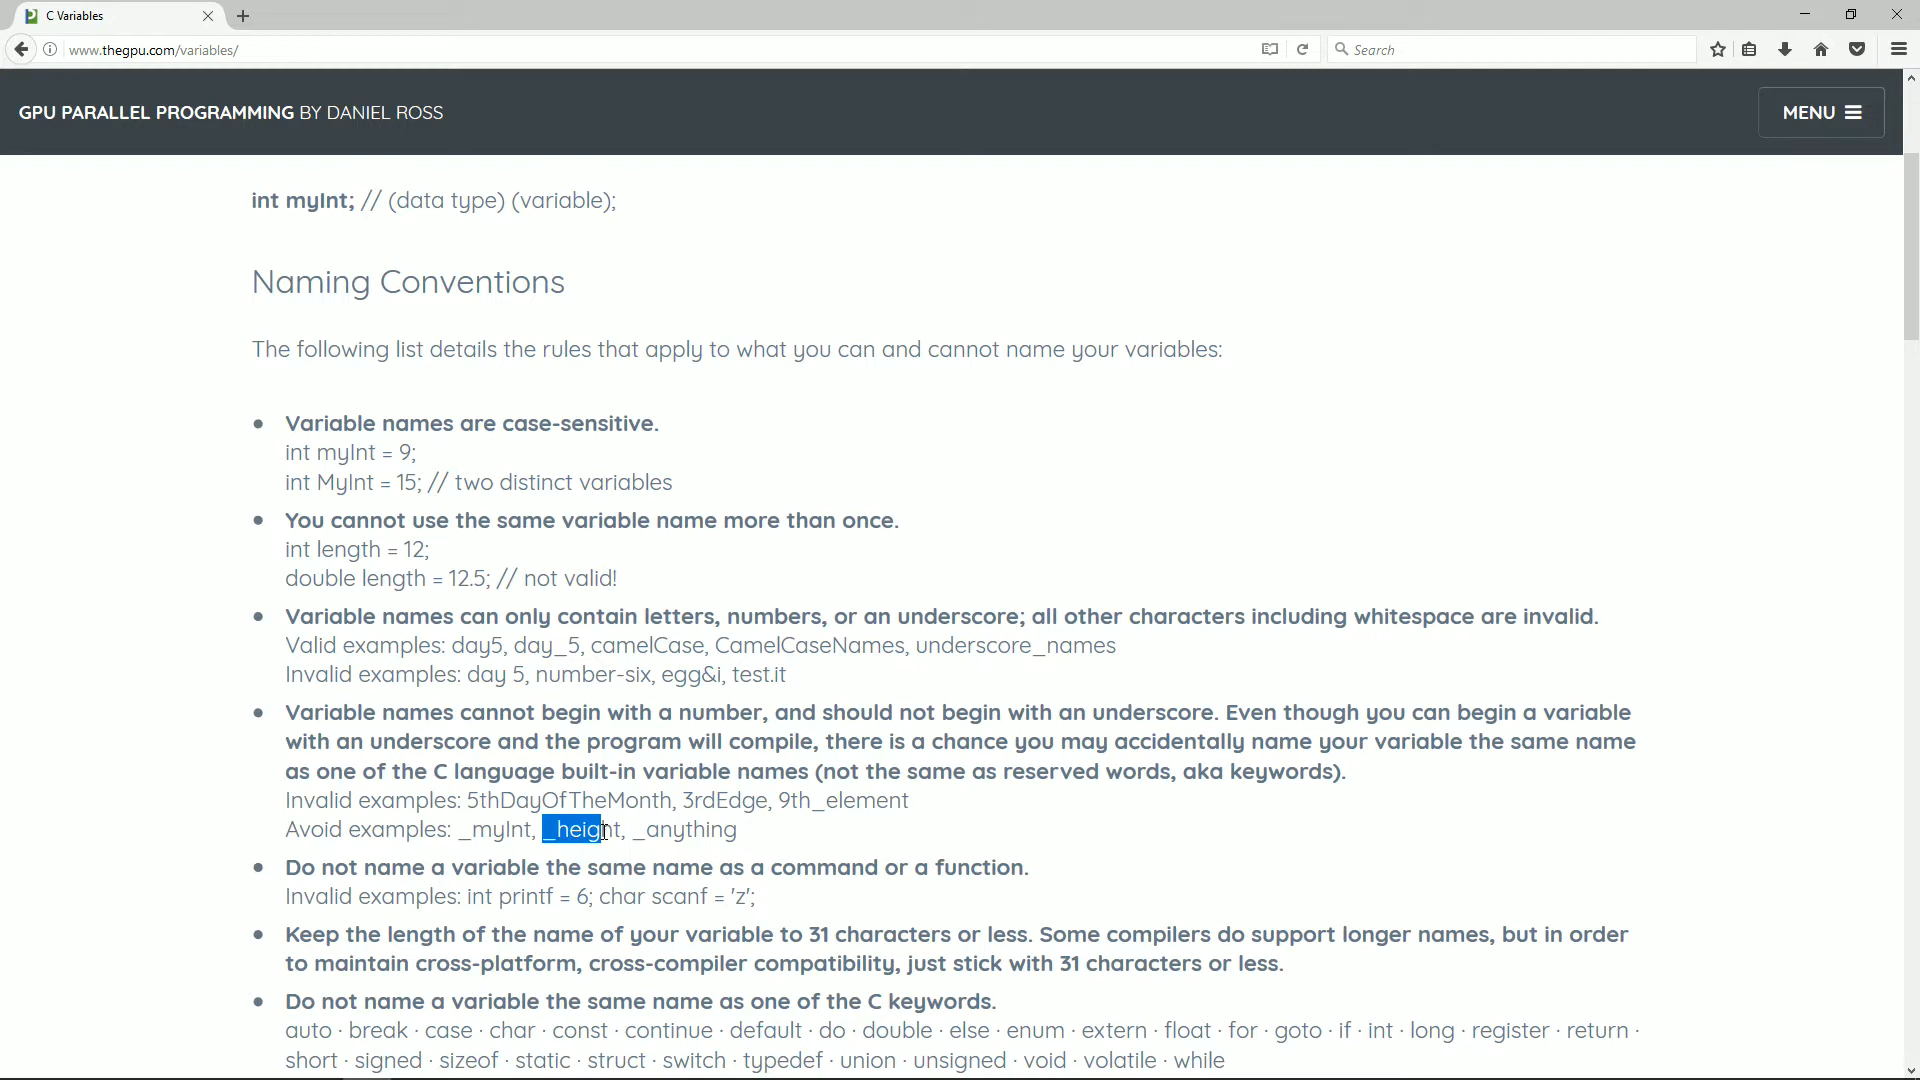 C Variables
www.thegpu.com/variables/
Search
GPU PARALLEL PROGRAMMING BY DANIEL ROSS
MENU
int myInt; // (data type) (variable);
Naming Conventions
The following list details the rules that apply to what you can and cannot name your variables:
Variable names are case-sensitive.
int myInt = 9;
int MyInt = 15; // two distinct variables
You cannot use the same variable name more than once.
int length = 12;
double length = 12.5; // not valid!
Variable names can only contain letters, numbers, or an underscore; all other characters including whitespace are invalid.
Valid examples: day5, day_5, camelCase, CamelCaseNames, underscore_names
Invalid examples: day 5, number-six, egg&i, test.it
Variable names cannot begin with a number, and should not begin with an underscore. Even though you can begin a variable
with an underscore and the program will compile, there is a chance you may accidentally name your variable the same name
as one of the C language built-in variable names (not the same as reserved words, aka keywords).
Invalid examples: 5thDayOfTheMonth, 3rdEdge, 9th_element
Avoid examples: _myInt, _height, _anything
Do not name a variable the same name as a command or a function.
Invalid examples: int printf = 6; char scanf = 'z';
Keep the length of the name of your variable to 31 characters or less. Some compilers do support longer names, but in order
to maintain cross-platform, cross-compiler compatibility, just stick with 31 characters or less.
Do not name a variable the same name as one of the C keywords.
auto · break · case · char · const · continue · default · do · double · else · enum · extern · float · for · goto · if · int · long · register · return ·
short · signed · sizeof · static · struct · switch · typedef · union · unsigned · void · volatile · while